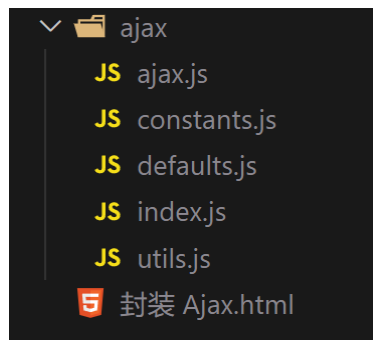 ajax
JS ajax.js
JS constants.js
JS defaults.js
JS index.js
JS utils.js
5 封装 Ajax.html